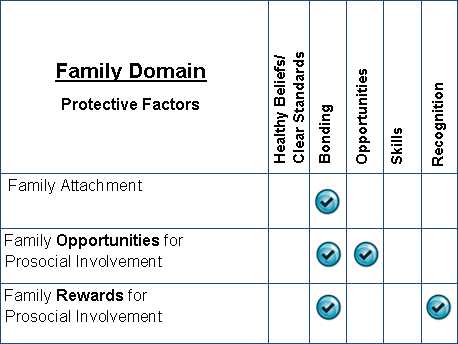 Family Domain
Protective Factors
Healthy Beliefs/
Clear Standards
Bonding
Opportunities
Skills
Recognition
Family Attachment
Family Opportunities for
Prosocial Involvement
Family Rewards for
Prosocial Involvement